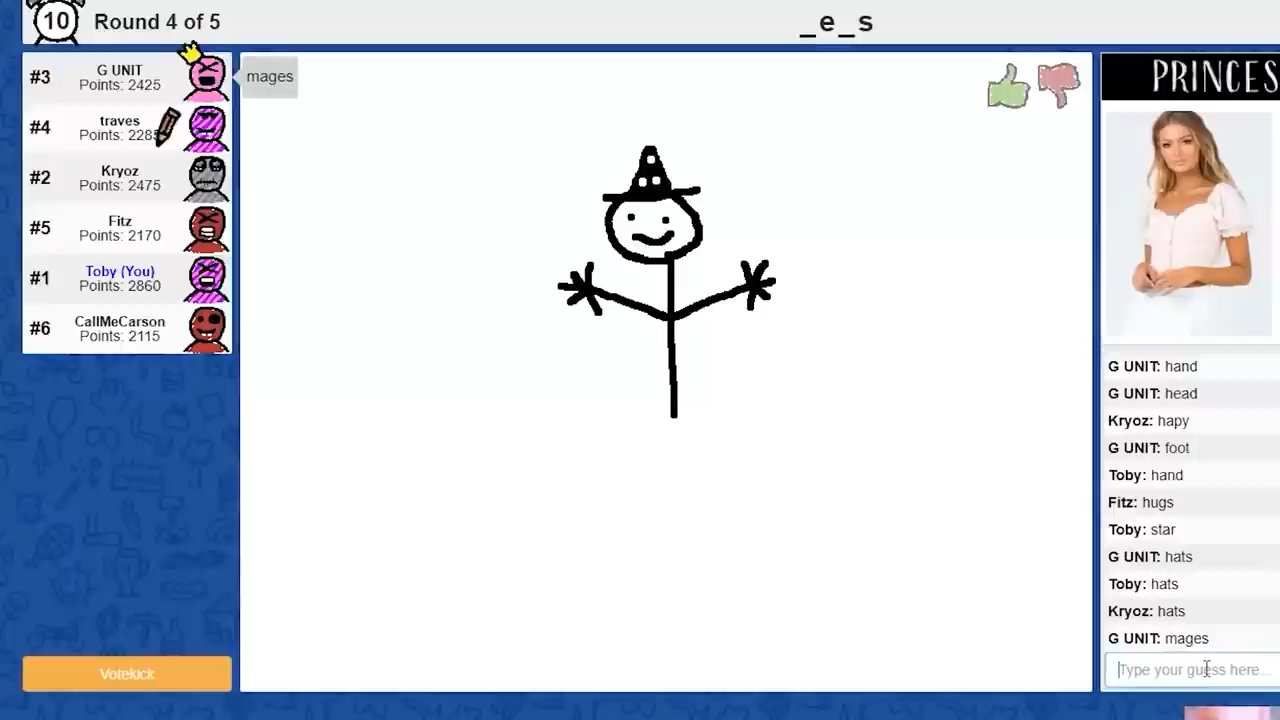 10
Round 4 of 5
_e_s
#3
G UNIT
Points: 2425
mages
#4
traves
Points: 228
#2
Kryoz
Points: 2475
#5
Fitz
Points: 2170
#1
Toby (You)
Points: 2860
#6
CallMeCarson
Points: 2115
Votekick
PRINCES
G UNIT: hand
G UNIT: head
Kryoz: hapy
G UNIT: foot
Toby: hand
Fitz: hugs
Toby: star
G UNIT: hats
Toby: hats
Kryoz: hats
G UNIT: mages
Type your guess here...